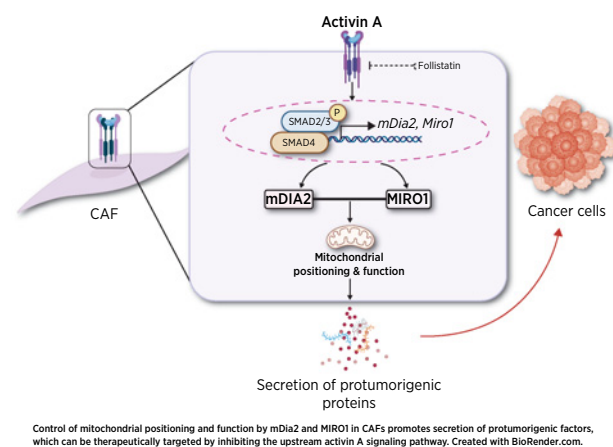 Activin A
Follistatin
P
SMAD2/3
mDia2, Miro1
SMAD4
CAF
mDIA2
MIRO1
Cancer cells
Mitochondrial
positioning & function
Secretion of protumorigenic
proteins
Control of mitochondrial positioning and function by mDia2 and MIRO1 in CAFs promotes secretion of protumorigenic factors,
which can be therapeutically targeted by inhibiting the upstream activin A signaling pathway. Created with BioRender.com.